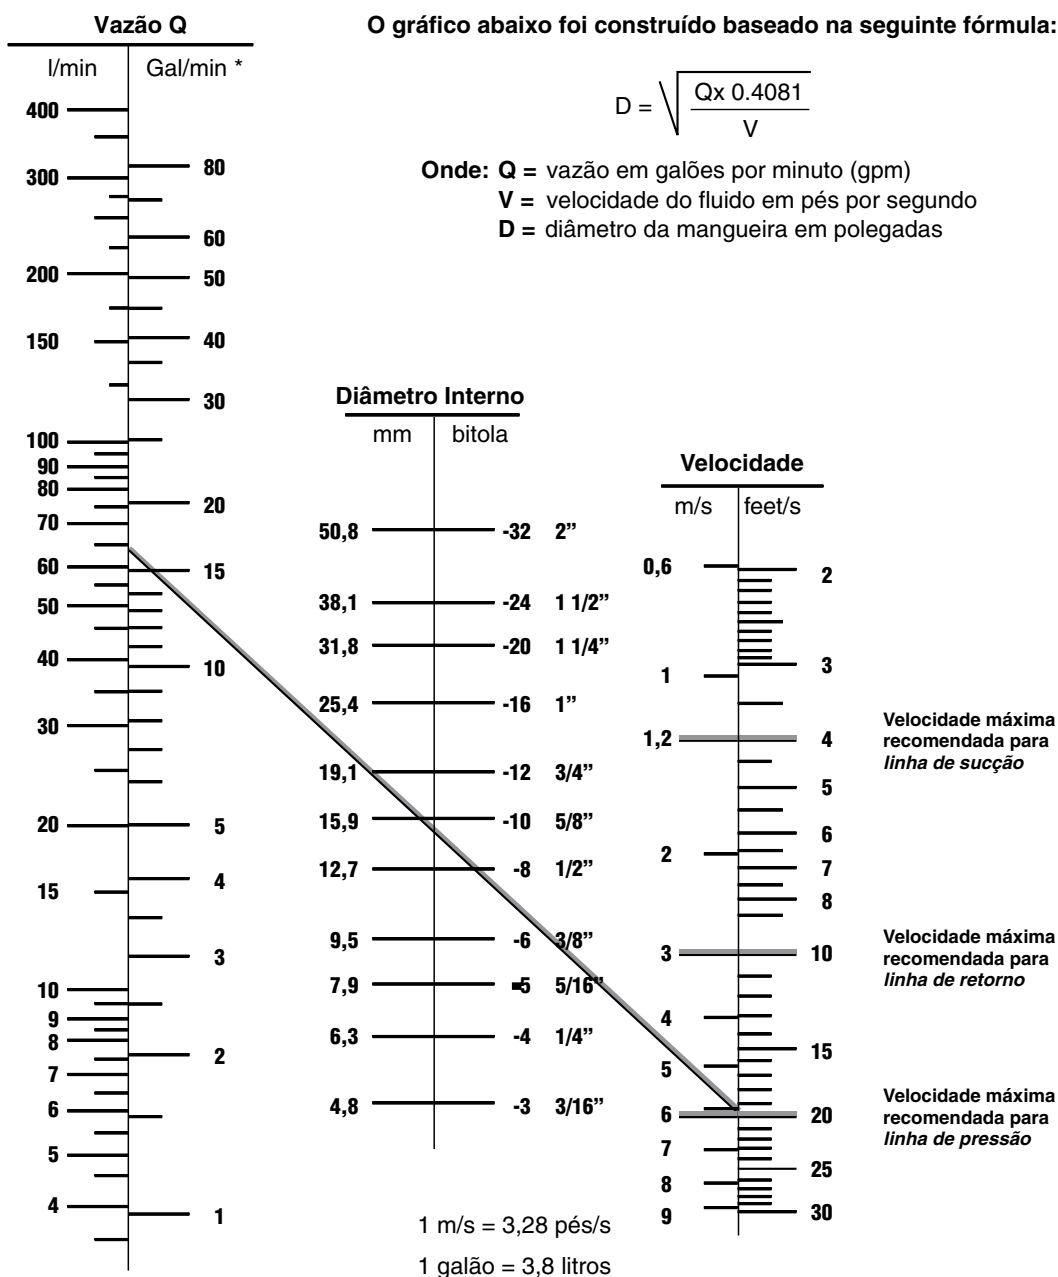 Vazão Q
l/min Gal/min *
O gráfico abaixo foi construído baseado na seguinte fórmula:
D = √ Qx 0.4081
V
Onde: Q = vazão em galões por minuto (gpm)
V = velocidade do fluido em pés por segundo
D = diâmetro da mangueira em polegadas
400
80
300
60
200
50
150
40
30
100
90
80
20
70
60
15
50
40
10
30
20
5
15
4
3
10
9
8
2
7
6
5
4
1
Diâmetro Interno
mm bitola
50,8 -32 2”
38,1 -24 1 1/2”
31,8 -20 1 1/4”
25,4 -16 1”
19,1 -12 3/4”
15,9 -10 5/8”
12,7 -8 1/2”
9,5 -6 3/8”
7,9 -5 5/16”
6,3 -4 1/4”
4,8 -3 3/16”
1 m/s = 3,28 pés/s
1 galão = 3,8 litros
Velocidade
m/s feet/s
0,6 2
3
1
1,2 4
5
6
2
7
8
3 10
4
15
5
6 20
7
25
8
9 30
Velocidade máxima
recomendada para
linha de sucção
Velocidade máxima
recomendada para
linha de retorno
Velocidade máxima
recomendada para
linha de pressão